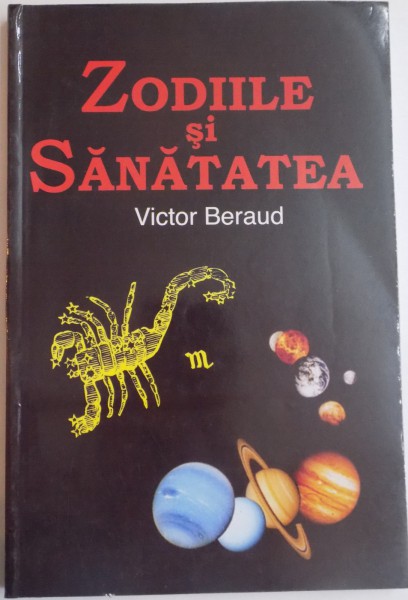 ZODIILE
şi
SĂNĂTATEA
Victor Beraud
♏